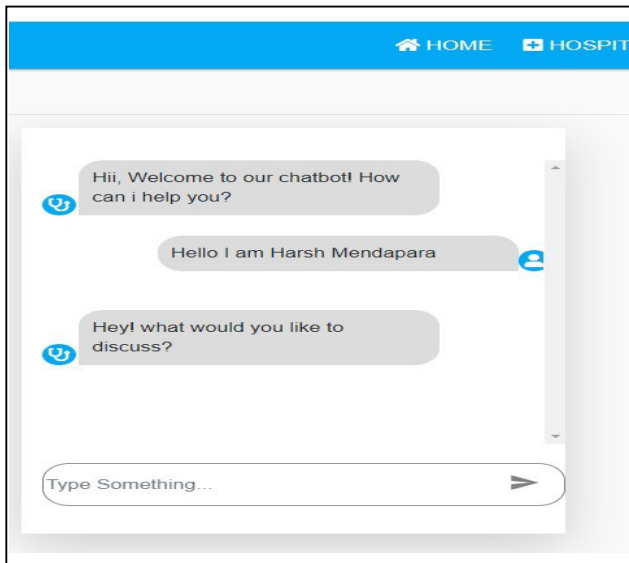 HOME HOSPIT
Hii, Welcome to our chatbot! How
can i help you?
Hello I am Harsh Mendapara
Hey! what would you like to
discuss?
Type Something...